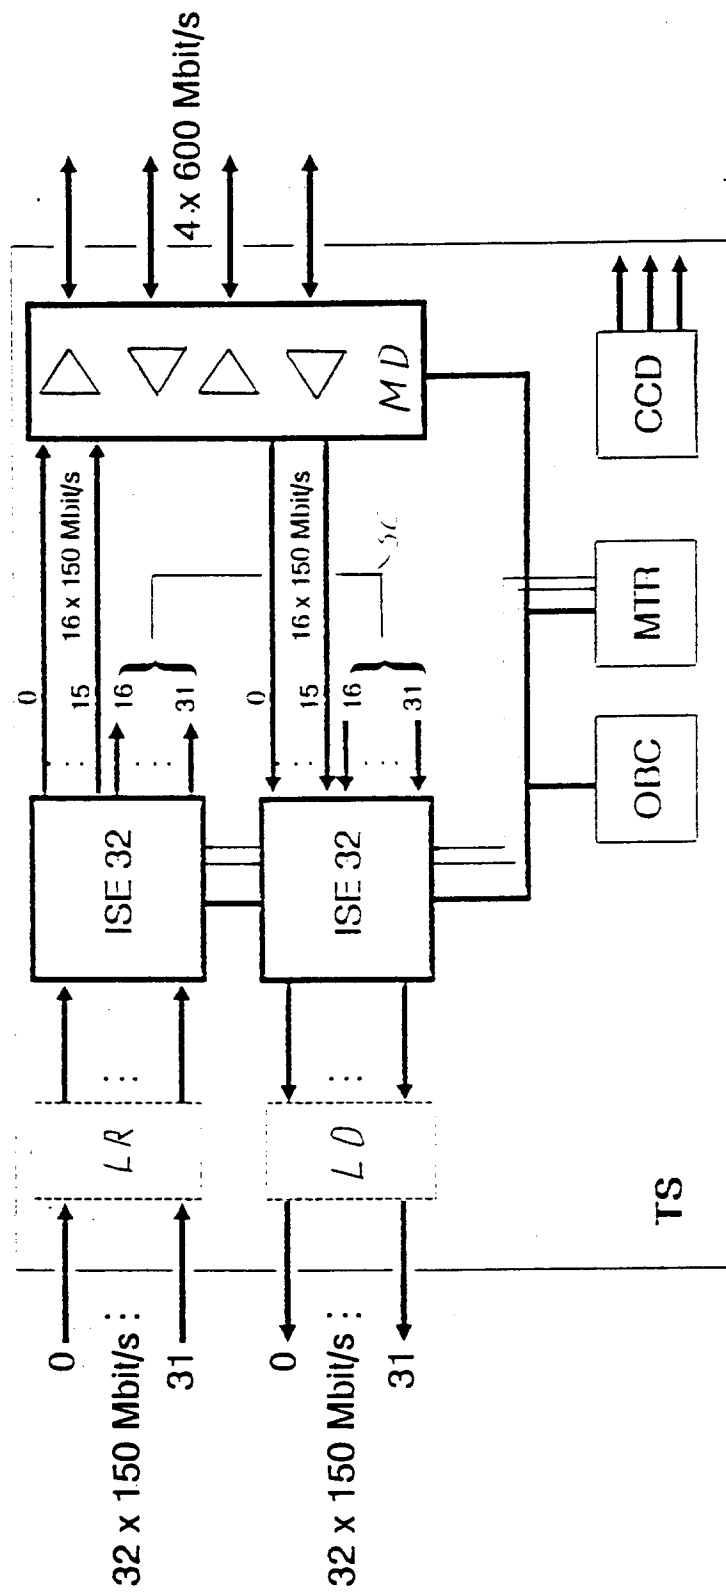 0
32 x 150 Mbit/s :
31
LR
ISE 32
0
15
16 x 150 Mbit/s
16
31
4 x 600 Mbit/s
MD
0
32 x 150 Mbit/s :
31
LD
ISE 32
0
15
16 x 150 Mbit/s
16
31
TS
OBC
MTR
CCD